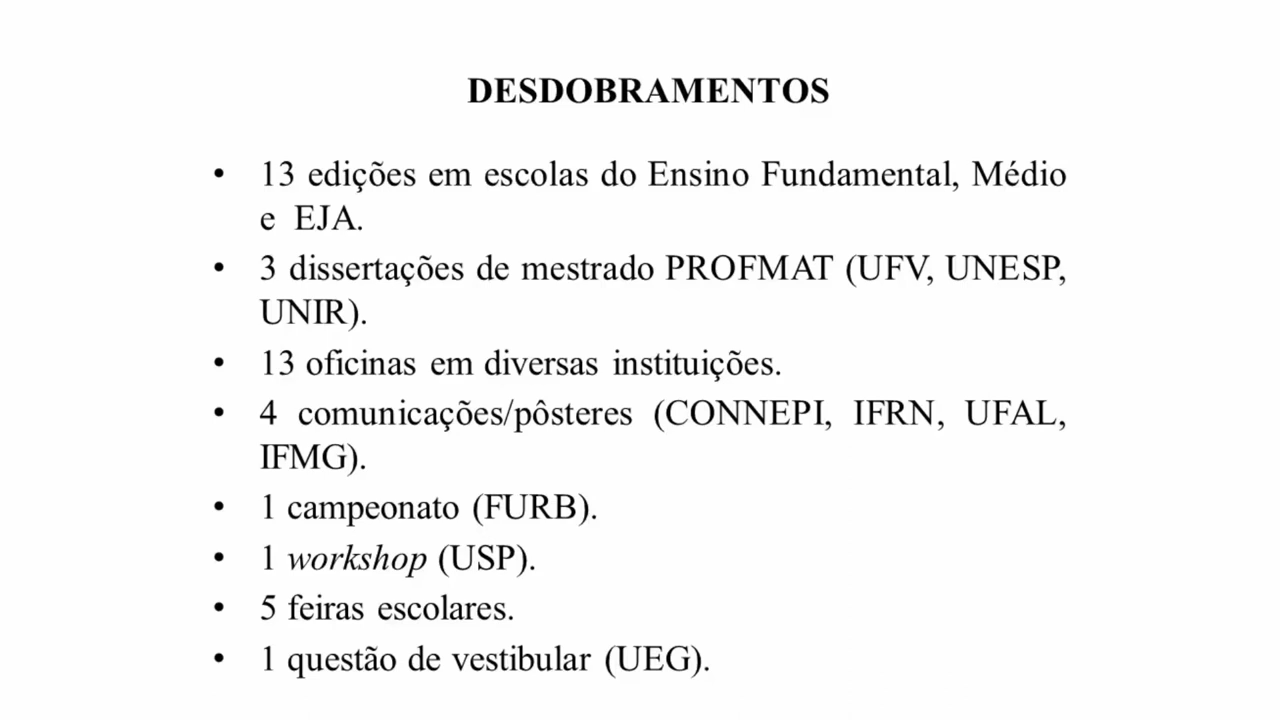 DESDOBRAMENTOS
• 13 edições em escolas do Ensino Fundamental, Médio
e EJA.
• 3 dissertações de mestrado PROFMAT (UFV, UNESP,
UNIR).
• 13 oficinas em diversas instituições.
• 4 comunicações/pôsteres (CONNEPI, IFRN, UFAL,
IFMG).
• 1 campeonato (FURB).
• 1 workshop (USP).
• 5 feiras escolares.
• 1 questão de vestibular (UEG).